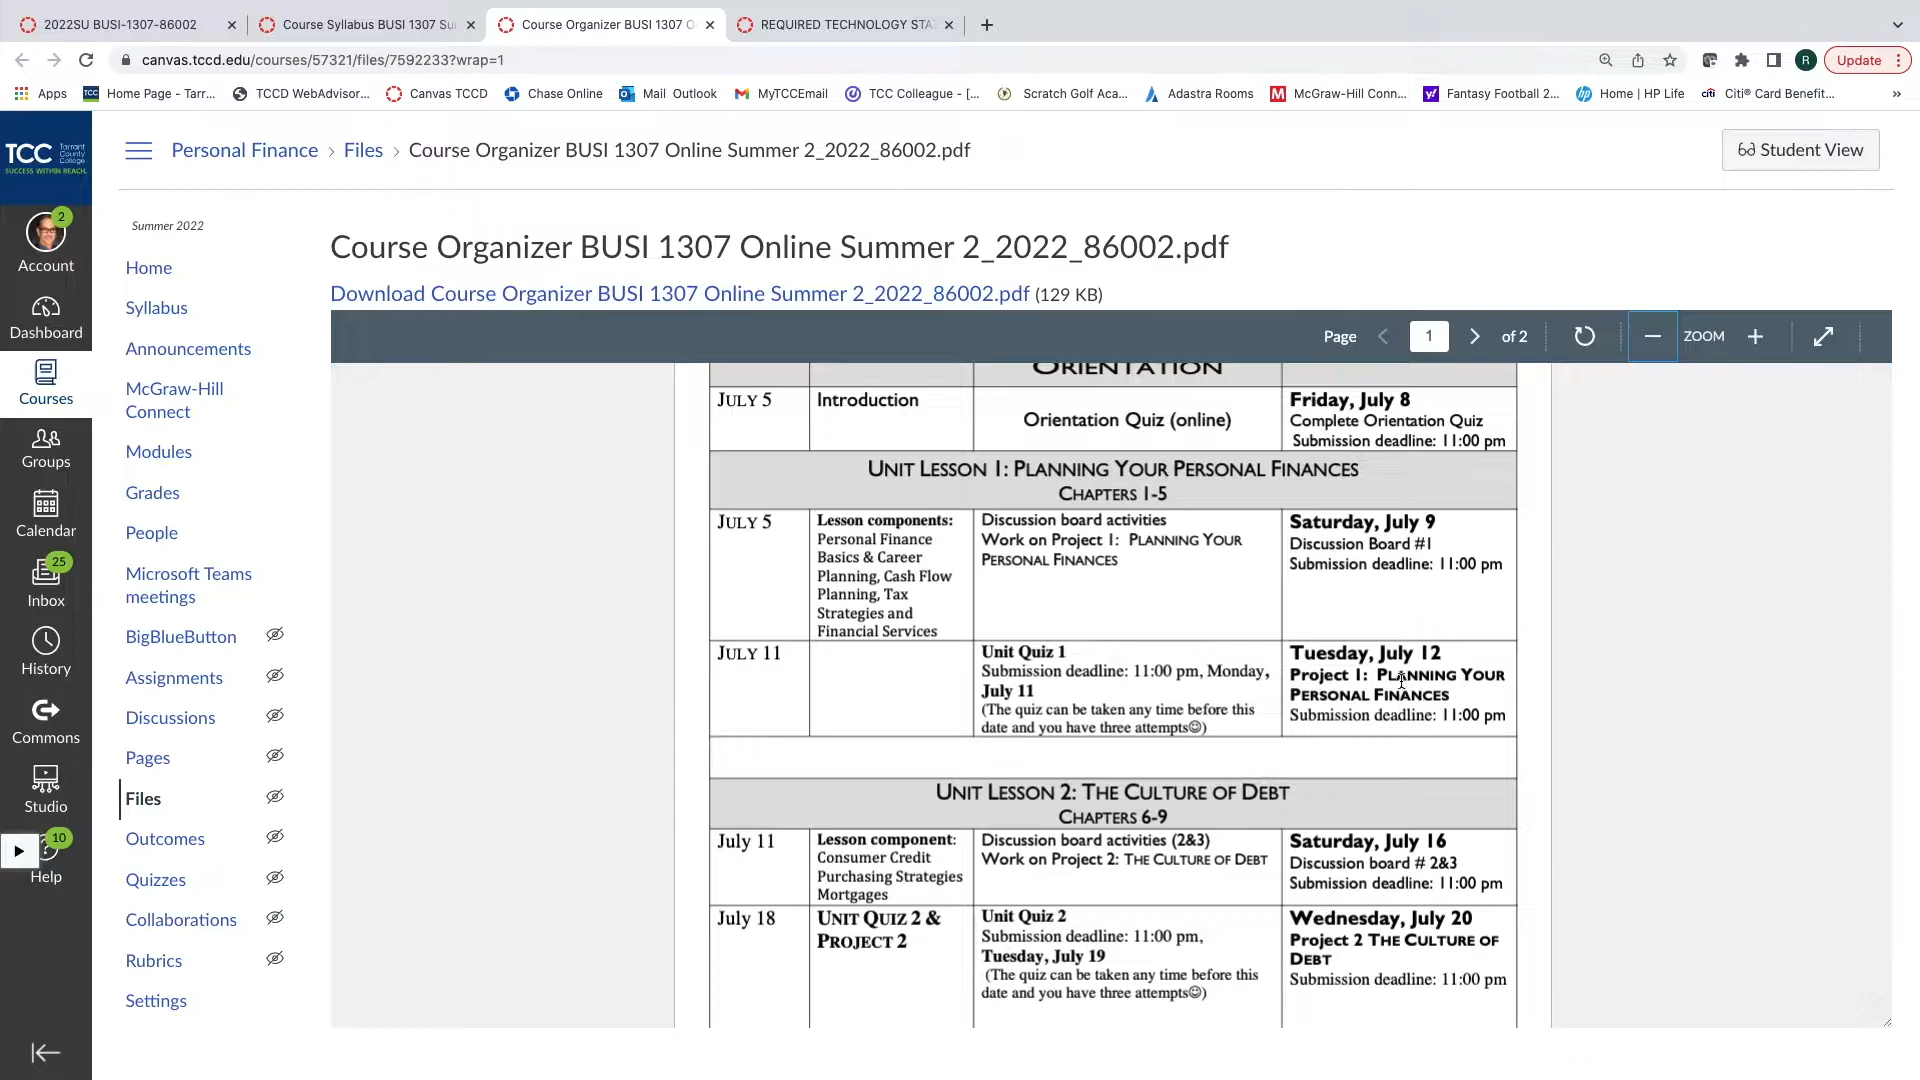 2022SU BUSI-1307-86002
Course Syllabus BUSI 1307 Su
Course Organizer BUSI 1307 O
REQUIRED TECHNOLOGY STA
canvas.tccd.edu/courses/57321/files/7592233?wrap=1
R
Update
Apps
TCC
Home Page - Tarr...
TCCD WebAdvisor...
Canvas TCCD
Chase Online
Mail Outlook
MyTCCEmail
TCC Colleague - [...
Scratch Golf Aca...
Adastra Rooms
McGraw-Hill Conn...
Fantasy Football 2...
Home | HP Life
citi
Citi® Card Benefit...
»
TCC Tarrant County College
SUCCESS WITHIN REACH.
Personal Finance › Files › Course Organizer BUSI 1307 Online Summer 2_2022_86002.pdf
Student View
2
Account
Dashboard
Courses
Groups
Calendar
25
Inbox
History
Commons
Studio
10
Help
Summer 2022
Home
Syllabus
Announcements
McGraw-Hill
Connect
Modules
Grades
People
Microsoft Teams
meetings
BigBlueButton
Assignments
Discussions
Pages
Files
Outcomes
Quizzes
Collaborations
Rubrics
Settings
Course Organizer BUSI 1307 Online Summer 2_2022_86002.pdf
Download Course Organizer BUSI 1307 Online Summer 2_2022_86002.pdf (129 KB)
Page 1 of 2
ZOOM
ORIENTATION
JULY 5
Introduction
Orientation Quiz (online)
Friday, July 8
Complete Orientation Quiz
Submission deadline: 11:00 pm
UNIT LESSON 1: PLANNING YOUR PERSONAL FINANCES
CHAPTERS 1-5
JULY 5
Lesson components:
Personal Finance
Basics & Career
Planning, Cash Flow
Planning, Tax
Strategies and
Financial Services
Discussion board activities
Work on Project 1: PLANNING YOUR
PERSONAL FINANCES
Saturday, July 9
Discussion Board #1
Submission deadline: 11:00 pm
JULY 11
Unit Quiz 1
Submission deadline: 11:00 pm, Monday,
July 11
(The quiz can be taken any time before this
date and you have three attempts☺)
Tuesday, July 12
Project 1: PLANNING YOUR
PERSONAL FINANCES
Submission deadline: 11:00 pm
UNIT LESSON 2: THE CULTURE OF DEBT
CHAPTERS 6-9
July 11
Lesson component:
Consumer Credit
Purchasing Strategies
Mortgages
Discussion board activities (2&3)
Work on Project 2: THE CULTURE OF DEBT
Saturday, July 16
Discussion board # 2&3
Submission deadline: 11:00 pm
July 18
UNIT QUIZ 2 &
PROJECT 2
Unit Quiz 2
Submission deadline: 11:00 pm,
Tuesday, July 19
(The quiz can be taken any time before this
date and you have three attempts☺)
Wednesday, July 20
Project 2 THE CULTURE OF
DEBT
Submission deadline: 11:00 pm